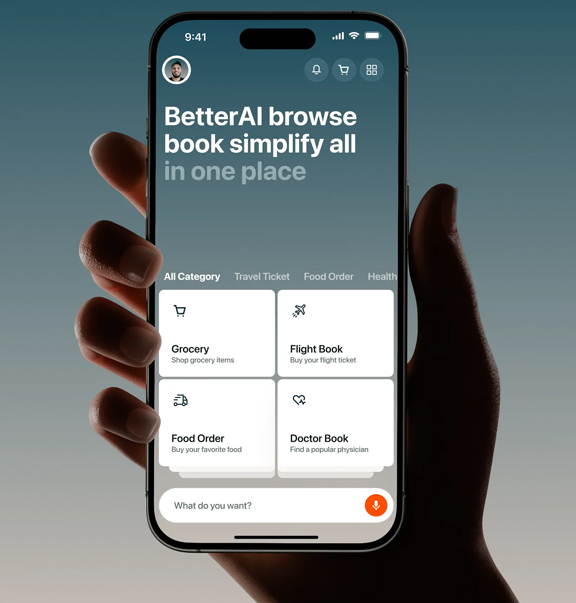 9:41
BetterAI browse
book simplify all
in one place
All Category Travel Ticket Food Order Health
Grocery
Shop grocery items
Flight Book
Buy your flight ticket
Food Order
Buy your favorite food
Doctor Book
Find a popular physician
What do you want?